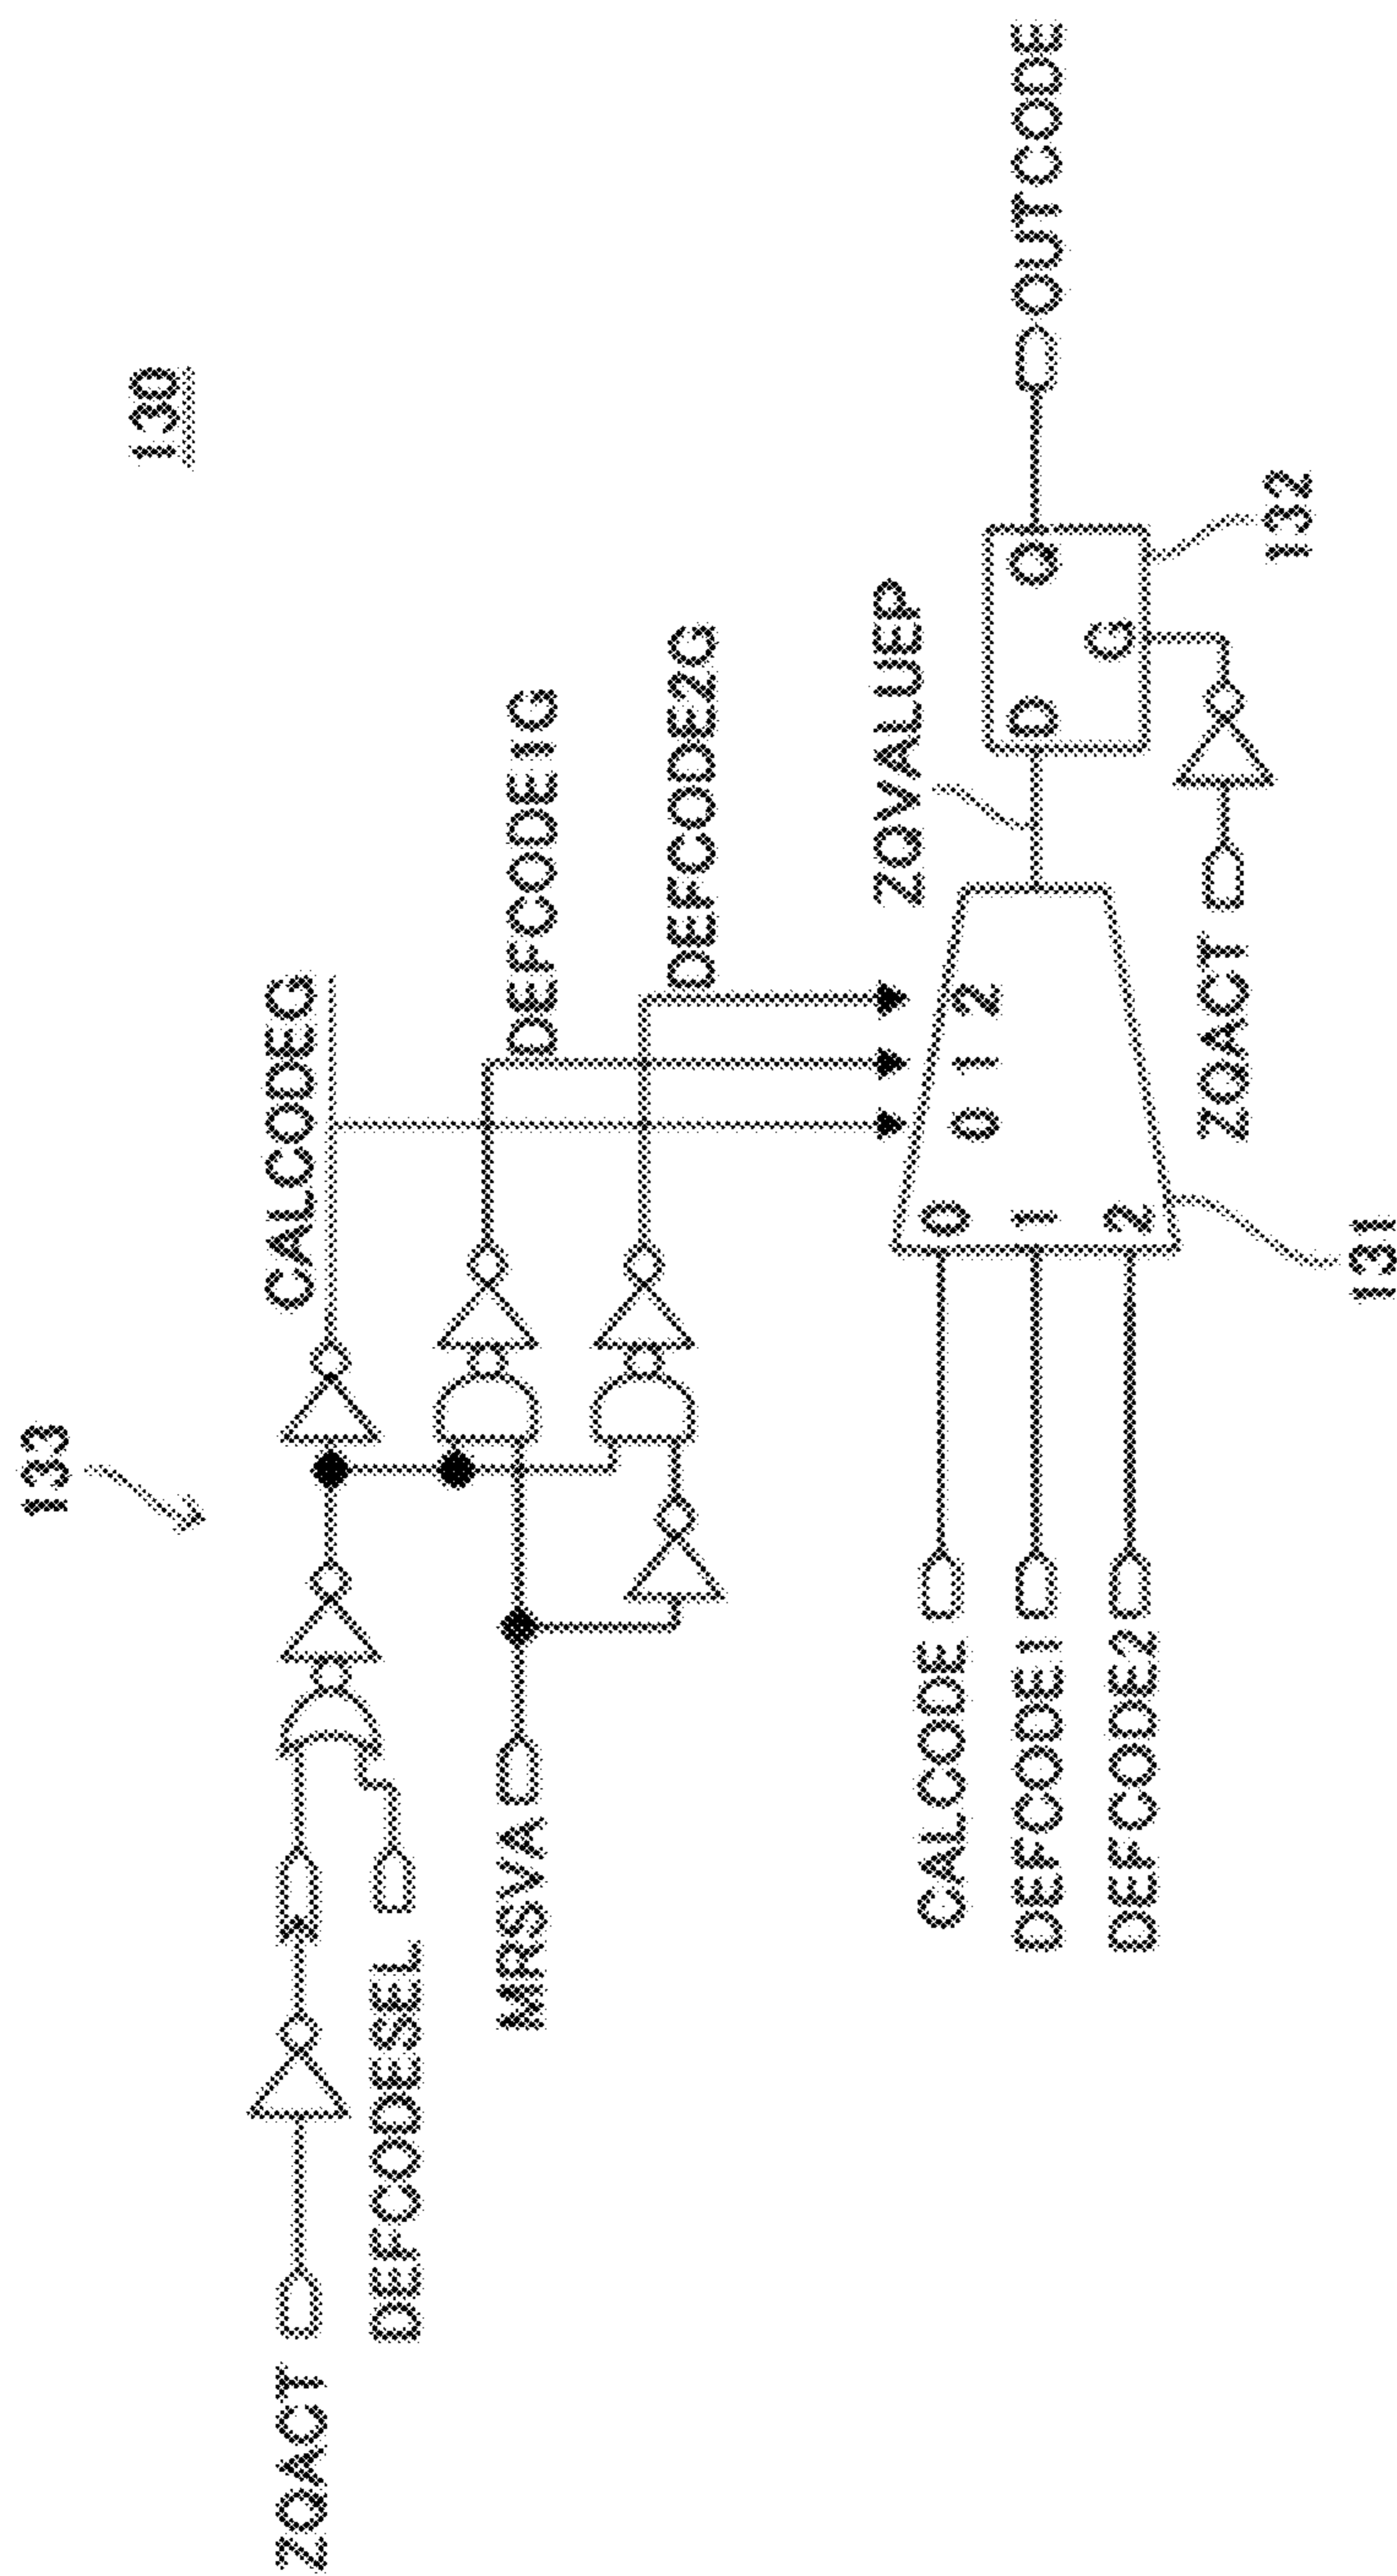 130
133
ZQACT
DEFCODESEL
MRSVA
CALCODEG
DEFCODE1G
DEFCODE2G
CALCODE
DEFCODE1
DEFCODE2
0
1
2
0 1 2
131
ZQVALUEP
D
G
Q
132
ZQACT
OUTCODE